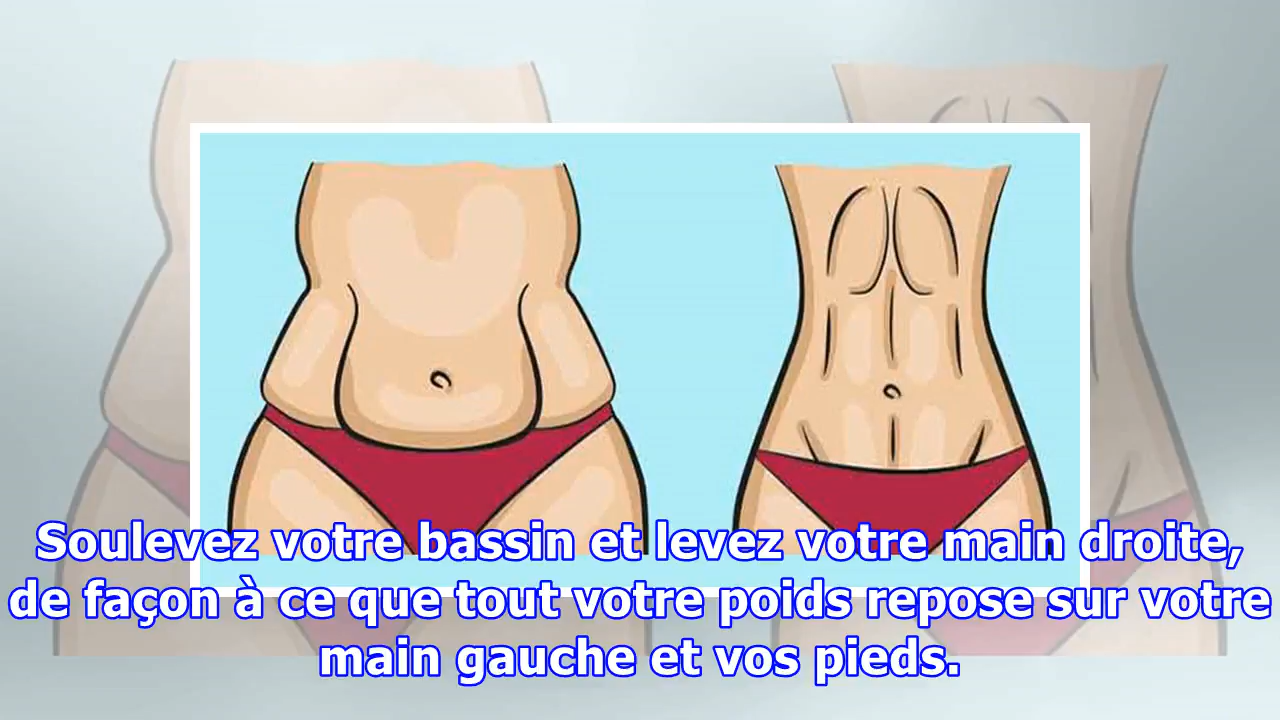 Soulevez votre bassin et levez votre main droite,
de façon à ce que tout votre poids repose sur votre
main gauche et vos pieds.